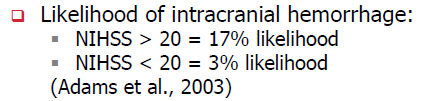 Likelihood of intracranial hemorrhage:
NIHSS > 20 = 17% likelihood
NIHSS < 20 = 3% likelihood
(Adams et al., 2003)